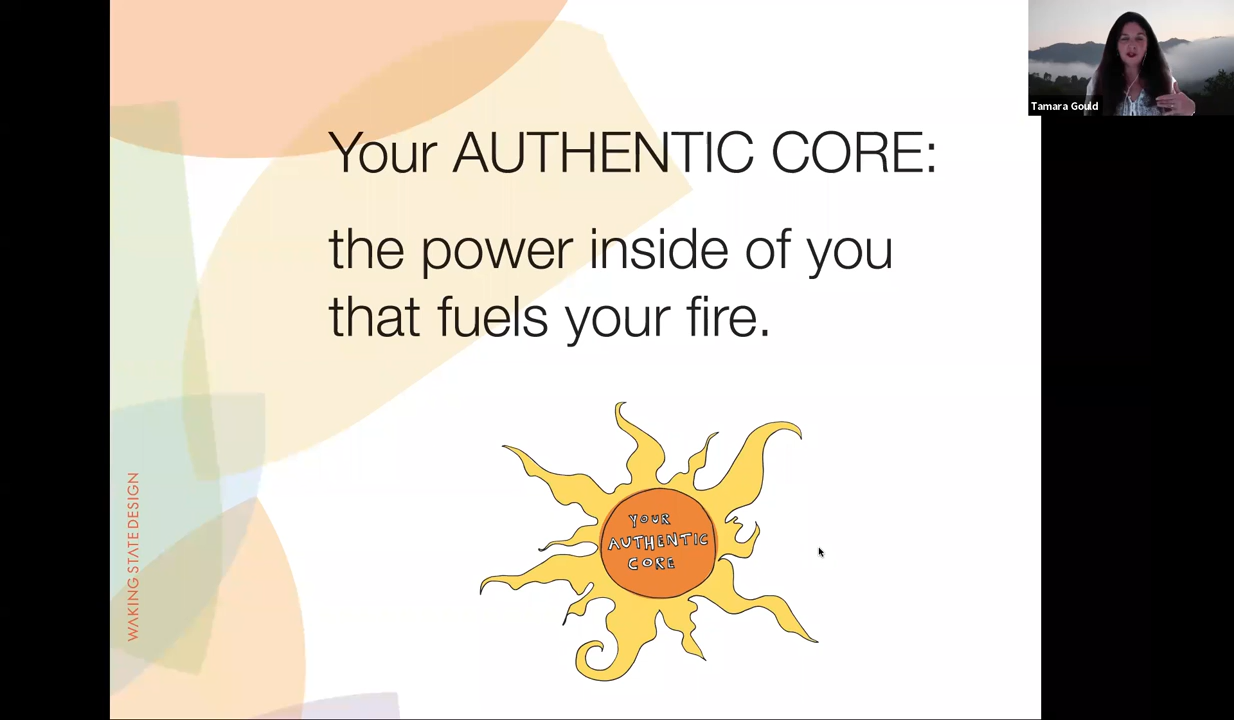 Your AUTHENTIC CORE:
the power inside of you
that fuels your fire.
YOUR
AUTHENTIC
CORE
WAKING STATE DESIGN
Tamara Gould